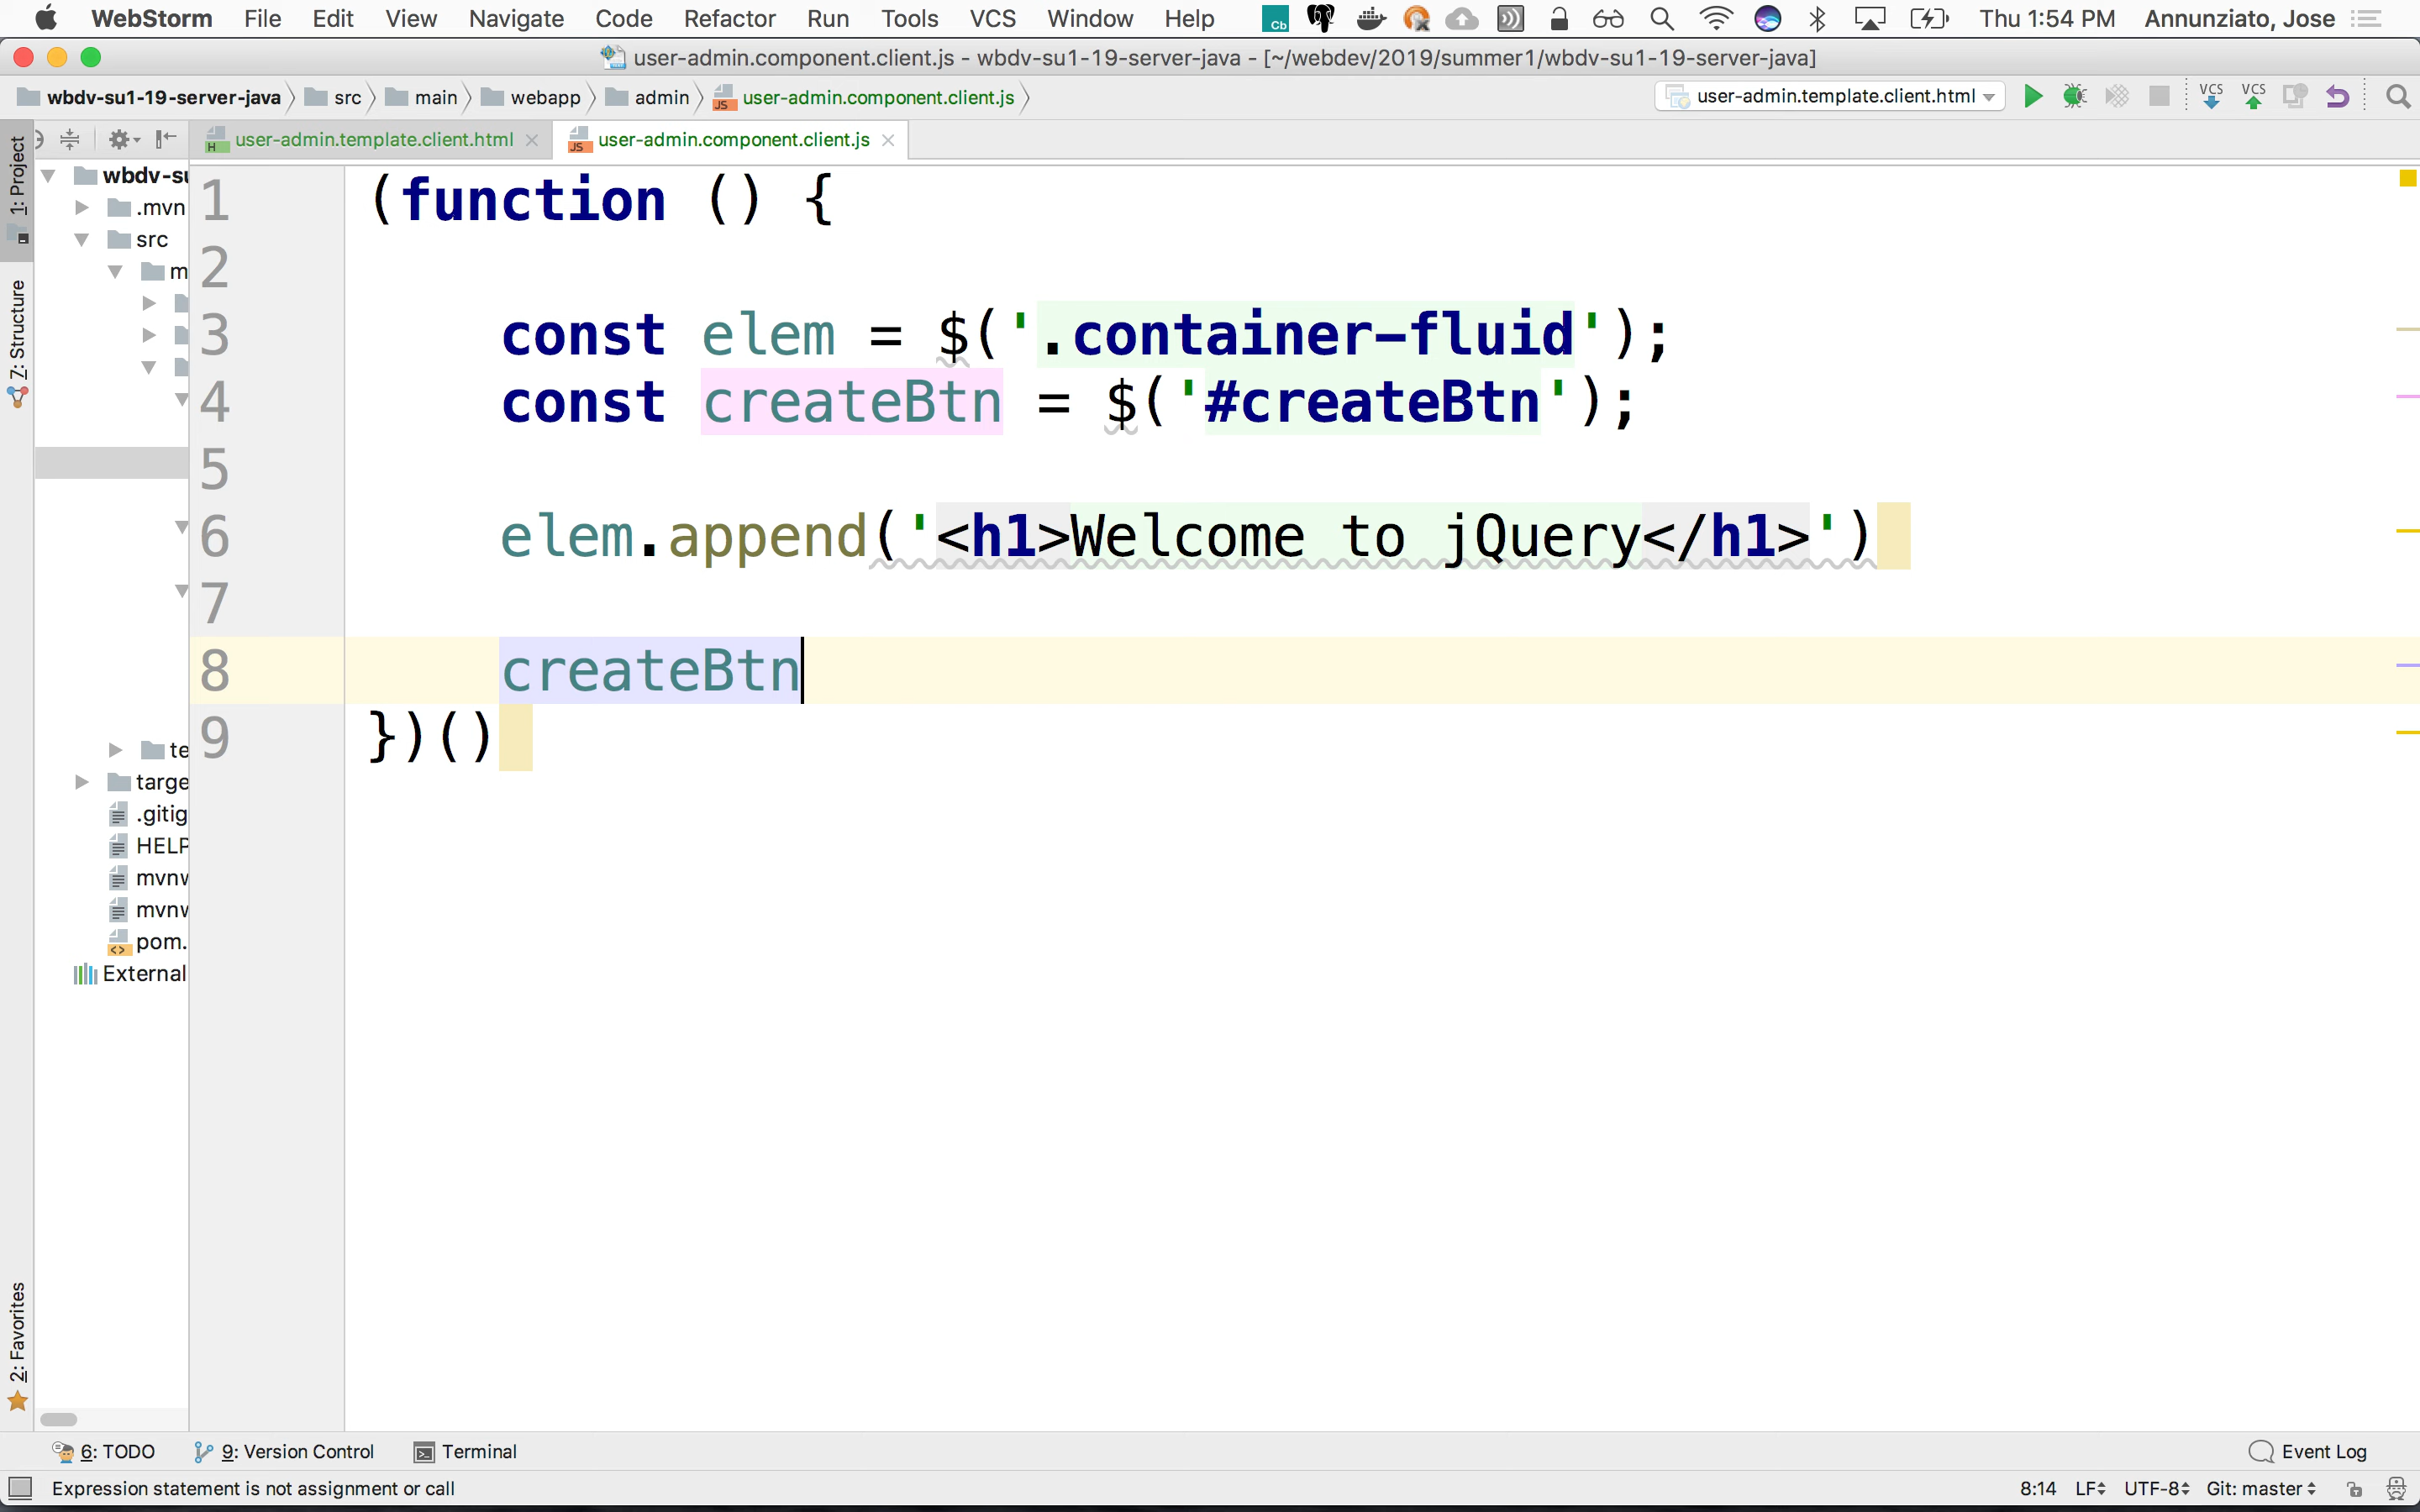 WebStorm File Edit View Navigate Code Refactor Run Tools VCS Window Help Cb Thu 1:54 PM Annunziato, Jose
user-admin.component.client.js - wbdv-su1-19-server-java - [~/webdev/2019/summer1/wbdv-su1-19-server-java]
wbdv-su1-19-server-java src main webapp admin JS user-admin.component.client.js user-admin.template.client.html VCS VCS
1: Project
7: Structure
2: Favorites
H user-admin.template.client.html JS user-admin.component.client.js
wbdv-su
.mvn
src
m
te
targe
.gitig
HELP
mvnv
mvnv
pom.
External
1 (function () {
2
3 const elem = $('.container-fluid');
4 const createBtn = $('#createBtn');
5
6 elem.append('<h1>Welcome to jQuery</h1>')
7
8 createBtn
9 })()
6: TODO 9: Version Control Terminal Event Log
Expression statement is not assignment or call 8:14 LF UTF-8 Git: master